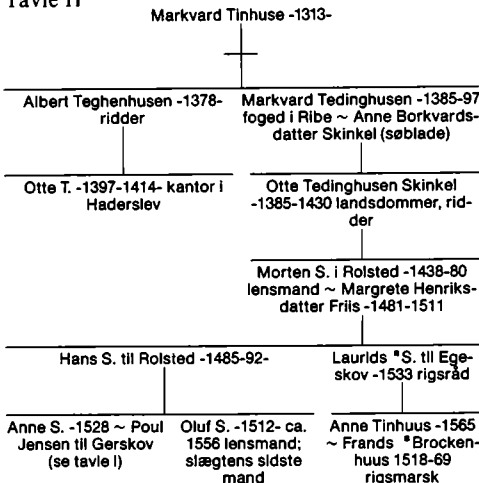 Tavle II
Markvard Tinhuse -1313-
Albert Teghenhusen -1378-
ridder
Markvard Tedinghusen -1385-97
foged i Ribe ~ Anne Borkvards-
datter Skinkel (søblade)
Otte T. -1397-1414- kantor i
Haderslev
Otte Tedinghusen Skinkel
-1385-1430 landsdommer, rid-
der
Morten S. i Rolsted -1438-80
lensmand ~ Margrete Henriks-
datter Friis -1481-1511
Hans S. til Rolsted -1485-92-
Laurids *S. til Ege-
skov -1533 rigsråd
Anne S. -1528 ~ Poul
Jensen til Gerskov
(se tavle I)
Oluf S. -1512- ca.
1556 lensmand;
slægtens sidste
mand
Anne Tinhuus -1565
~ Frands *Brocken-
huus 1518-69
rigsmarsk